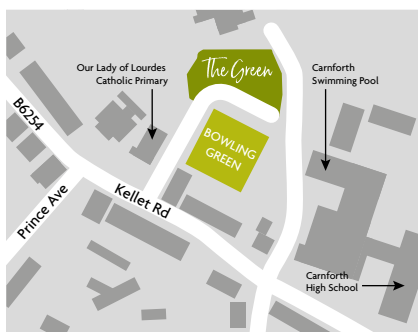 Our Lady of Lourdes
Catholic Primary
The Green
Carnforth
Swimming Pool
B6254
BOWLING
GREEN
Prince Ave
Kellet Rd
Carnforth
High School